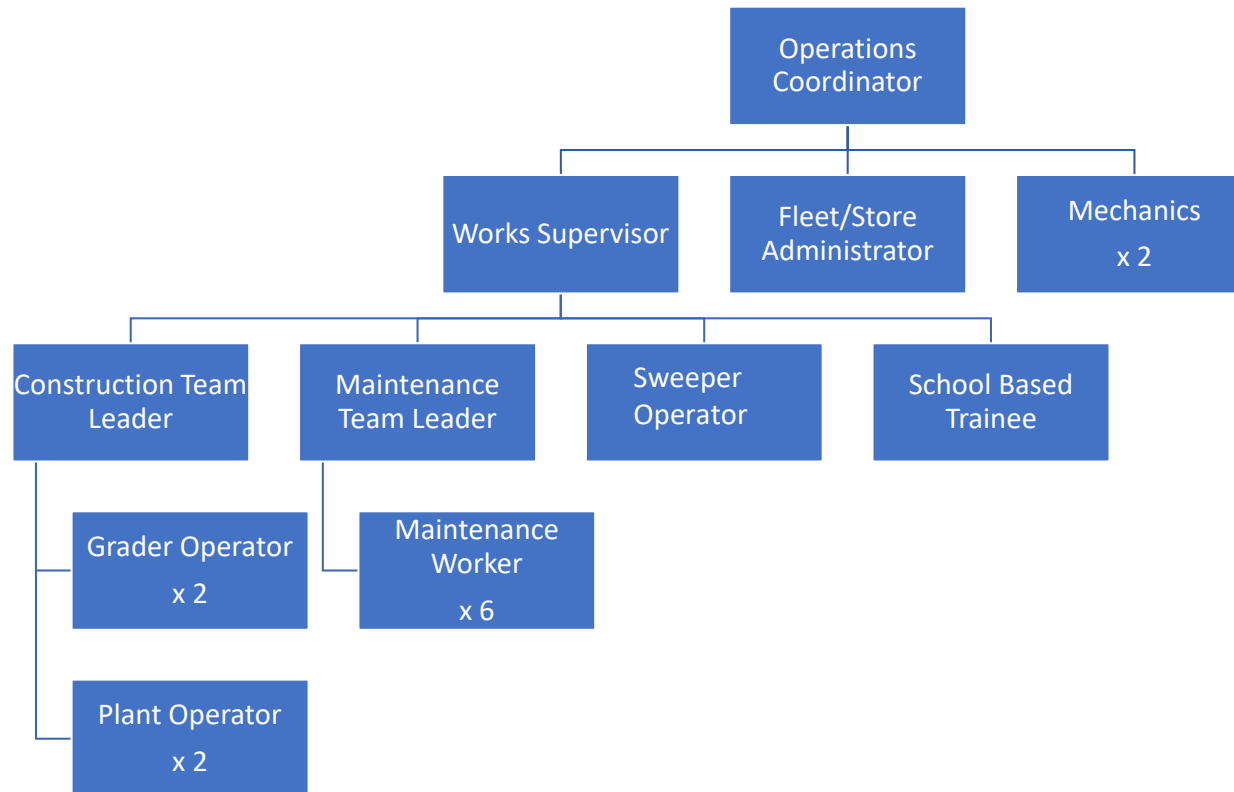 Operations
Coordinator
Works Supervisor
Fleet/Store
Administrator
Mechanics
x 2
Construction Team
Leader
Maintenance
Team Leader
Sweeper
Operator
School Based
Trainee
Grader Operator
x 2
Maintenance
Worker
x 6
Plant Operator
x 2